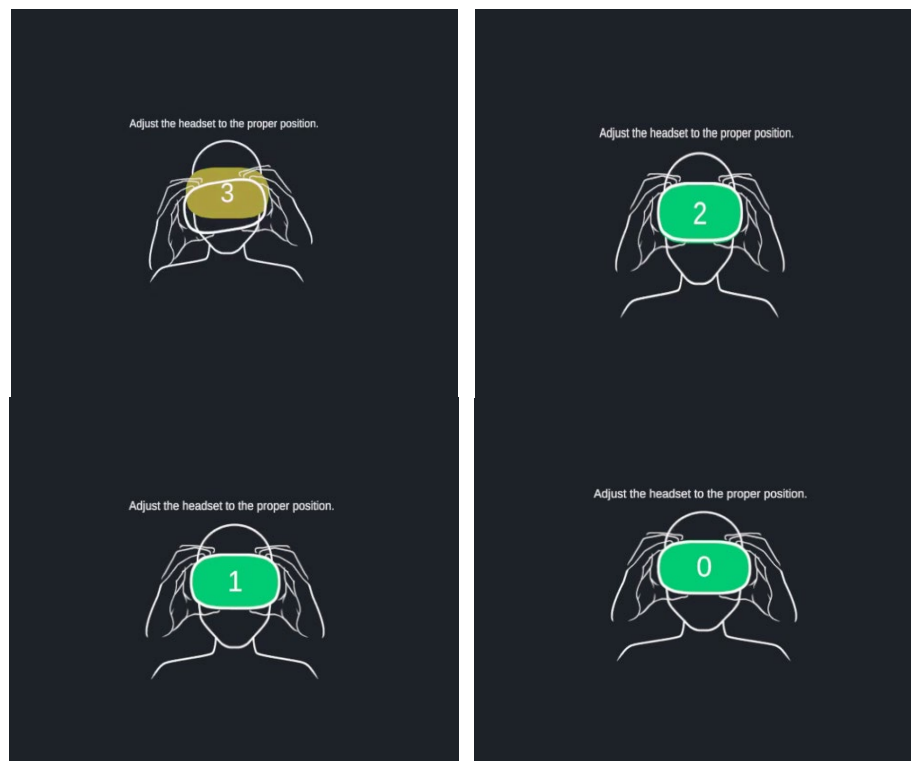 Adjust the headset to the proper position.
3
Adjust the headset to the proper position.
2
Adjust the headset to the proper position.
1
Adjust the headset to the proper position.
0